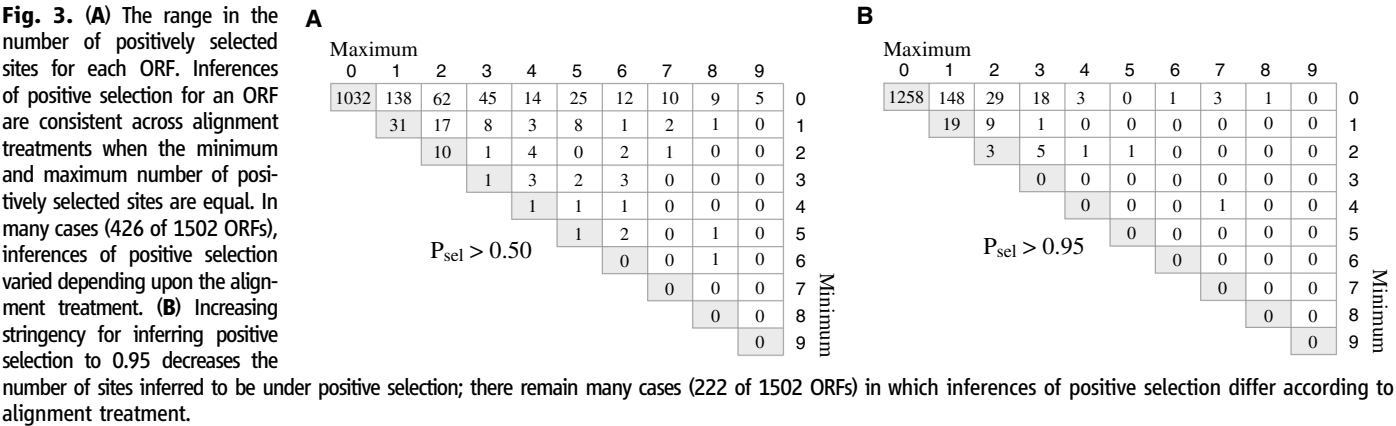 Fig. 3. (A) The range in the
number of positively selected
sites for each ORF. Inferences
of positive selection for an ORF
are consistent across alignment
treatments when the minimum
and maximum number of posi-
tively selected sites are equal. In
many cases (426 of 1502 ORFs),
inferences of positive selection
varied depending upon the align-
ment treatment. (B) Increasing
stringency for inferring positive
selection to 0.95 decreases the
number of sites inferred to be under positive selection; there remain many cases (222 of 1502 ORFs) in which inferences of positive selection differ according to
alignment treatment.
A
Maximum
0 1 2 3 4 5 6 7 8 9
1032 138 62 45 14 25 12 10 9 5 0
31 17 8 3 8 1 2 1 0 1
10 1 4 0 2 1 0 0 2
1 3 2 3 0 0 0 3
1 1 1 0 0 0 4
1 2 0 1 0 5
0 0 1 0 6
0 0 0 7
0 0 8
0 9
Psel > 0.50
Minimum
B
Maximum
0 1 2 3 4 5 6 7 8 9
1258 148 29 18 3 0 1 3 1 0 0
19 9 1 0 0 0 0 0 0 1
3 5 1 1 0 0 0 0 2
0 0 0 0 0 0 0 3
0 0 0 1 0 0 4
0 0 0 0 0 5
0 0 0 0 6
0 0 0 7
0 0 8
0 9
Psel > 0.95
Minimum